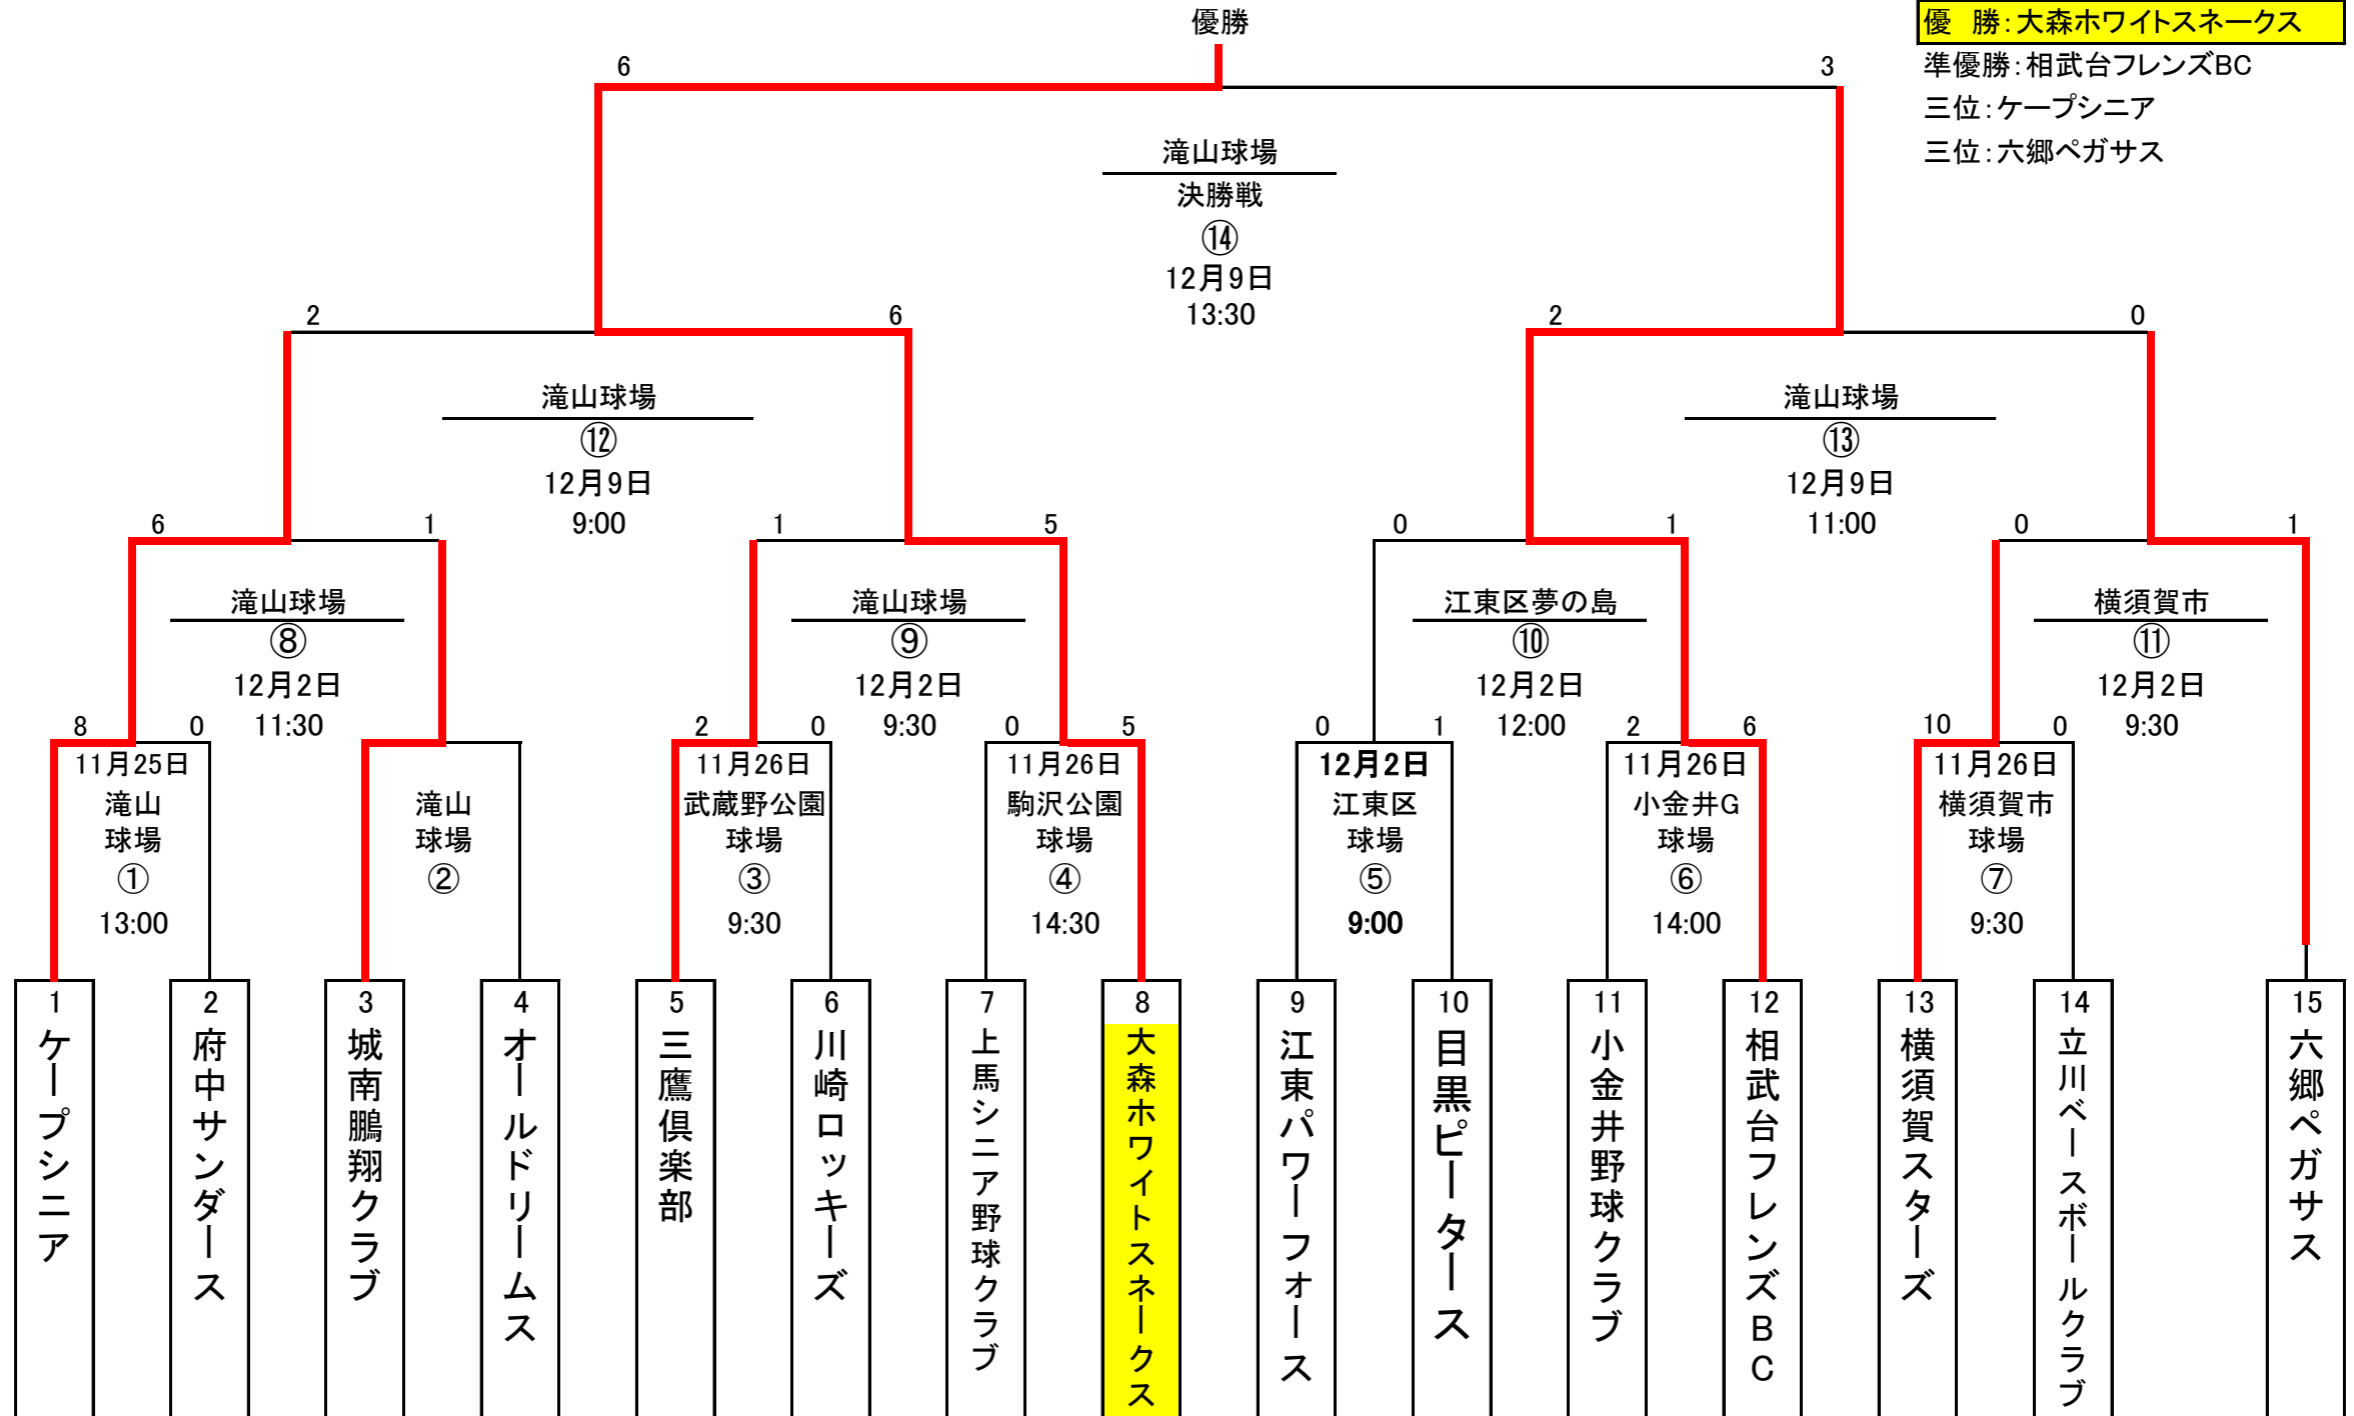 優勝
優　勝：大森ホワイトスネークス
準優勝：相武台フレンズBC
三位：ケープシニア
三位：六郷ペガサス
6
3
滝山球場
決勝戦
⑭
12月9日
13:30
2
6
2
0
滝山球場
⑫
12月9日
9:00
滝山球場
⑬
12月9日
11:00
6
1
1
5
0
1
0
1
滝山球場
⑧
12月2日
11:30
滝山球場
⑨
12月2日
9:30
江東区夢の島
⑩
12月2日
12:00
横須賀市
⑪
12月2日
9:30
8
0
2
0
0
5
0
1
2
6
10
0
11月25日
滝山
球場
①
13:00
滝山
球場
②
11月26日
武蔵野公園
球場
③
9:30
11月26日
駒沢公園
球場
④
14:30
12月2日
江東区
球場
⑤
9:00
11月26日
小金井G
球場
⑥
14:00
11月26日
横須賀市
球場
⑦
9:30
1
ケープシニア
2
府中サンダース
3
城南鵬翔クラブ
4
オールドリームス
5
三鷹倶楽部
6
川崎ロッキーズ
7
上馬シニア野球クラブ
8
大森ホワイトスネークス
9
江東パワーフォース
10
目黒ピータース
11
小金井野球クラブ
12
相武台フレンズBC
13
横須賀スターズ
14
立川ベースボールクラブ
15
六郷ペガサス